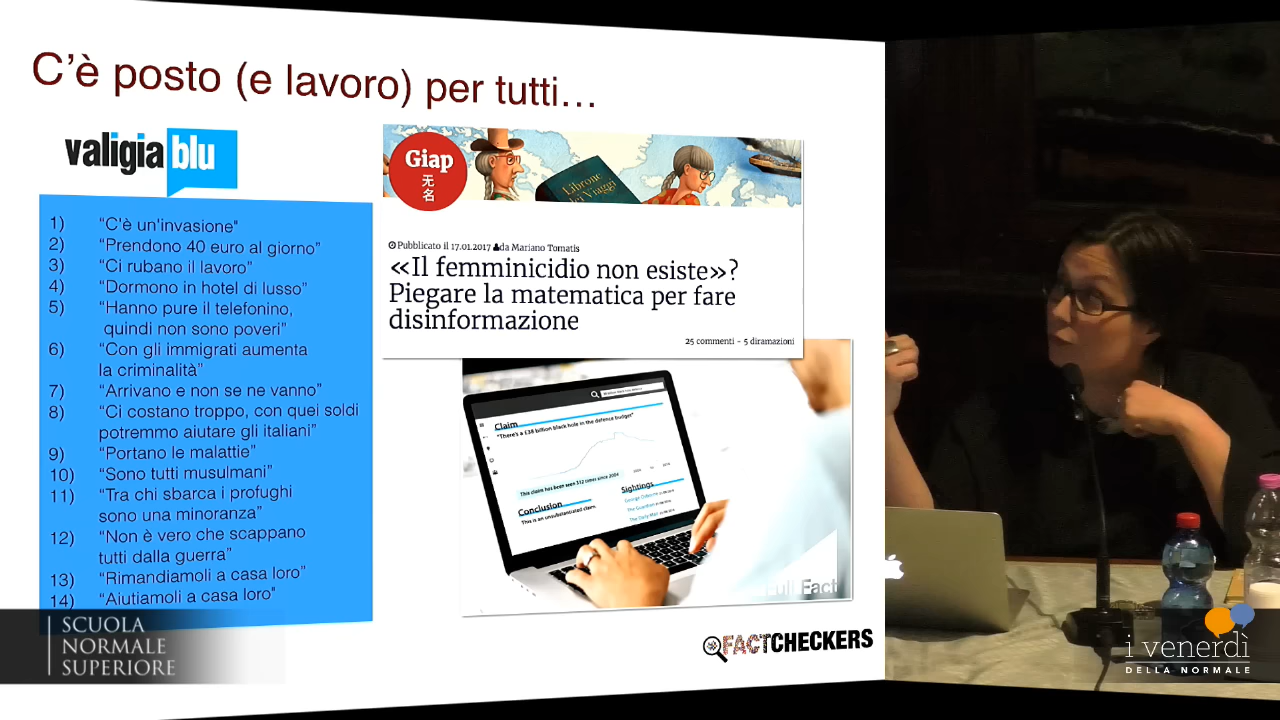 C'è posto (e lavoro) per tutti…
valigia blu
1) "C'è un'invasione"
2) "Prendono 40 euro al giorno"
3) "Ci rubano il lavoro"
4) "Dormono in hotel di lusso"
5) "Hanno pure il telefonino,
quindi non sono poveri"
6) "Con gli immigrati aumenta
la criminalità"
7) "Arrivano e non se ne vanno"
8) "Ci costano troppo, con quei soldi
potremmo aiutare gli italiani"
9) "Portano le malattie"
10) "Sono tutti musulmani"
11) "Tra chi sbarca i profughi
sono una minoranza"
12) "Non è vero che scappano
tutti dalla guerra"
13) "Rimandiamoli a casa loro"
14) "Aiutiamoli a casa loro"
Giap
无
名
Librone
dei Viaggi
Pubblicato il 17.01.2017 da Mariano Tomatis
«Il femminicidio non esiste»?
Piegare la matematica per fare
disinformazione
25 commenti - 5 diramazioni
Claim
"There's a £38 billion black hole in the defence budget"
This claim has been seen 312 times since 2004
Conclusion
This is an unsubstantiated claim.
Sightings
George Osborne
The Guardian
The Daily Mail
Full Fact
FACTCHECKERS
SCUOLA
NORMALE
SUPERIORE
i venerdì
DELLA NORMALE